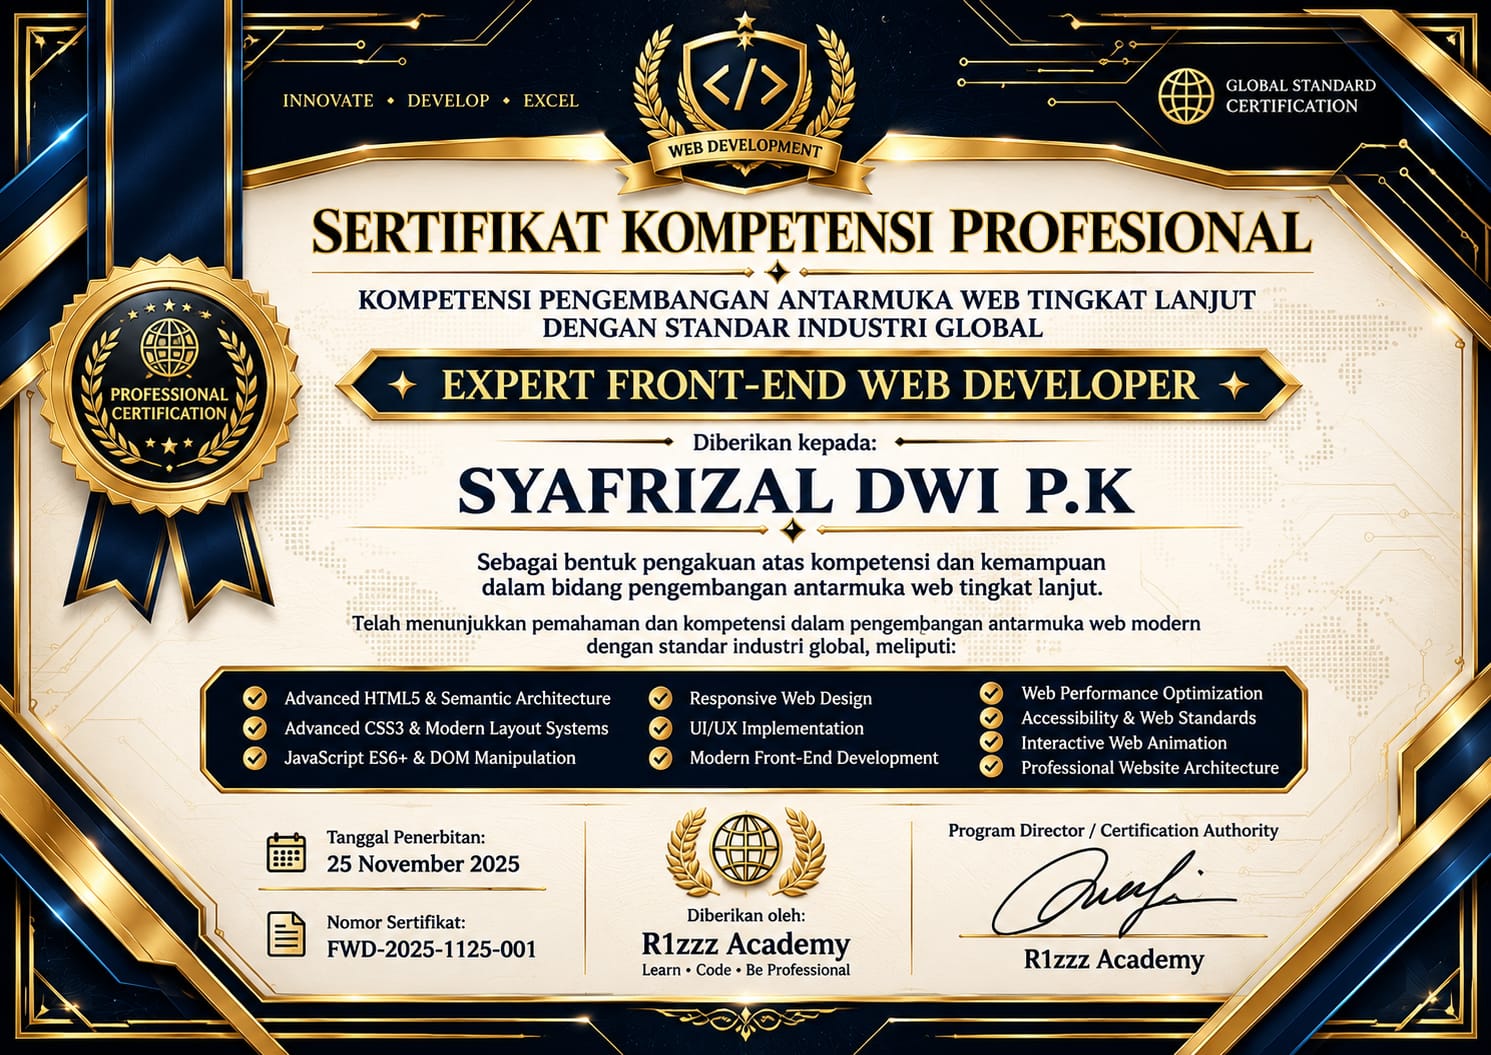 INNOVATE • DEVELOP • EXCEL
</>
WEB DEVELOPMENT
GLOBAL STANDARD
CERTIFICATION
SERTIFIKAT KOMPETENSI PROFESIONAL
KOMPETENSI PENGEMBANGAN ANTARMUKA WEB TINGKAT LANJUT
DENGAN STANDAR INDUSTRI GLOBAL
EXPERT FRONT-END WEB DEVELOPER
PROFESSIONAL
CERTIFICATION
Diberikan kepada:
SYAFRIZAL DWI P.K
Sebagai bentuk pengakuan atas kompetensi dan kemampuan
dalam bidang pengembangan antarmuka web tingkat lanjut.
Telah menunjukkan pemahaman dan kompetensi dalam pengembangan antarmuka web modern
dengan standar industri global, meliputi:
Advanced HTML5 & Semantic Architecture
Advanced CSS3 & Modern Layout Systems
JavaScript ES6+ & DOM Manipulation
Responsive Web Design
UI/UX Implementation
Modern Front-End Development
Web Performance Optimization
Accessibility & Web Standards
Interactive Web Animation
Professional Website Architecture
Tanggal Penerbitan:
25 November 2025
Nomor Sertifikat:
FWD-2025-1125-001
Diberikan oleh:
R1zzz Academy
Learn • Code • Be Professional
Program Director / Certification Authority
R1zzz Academy